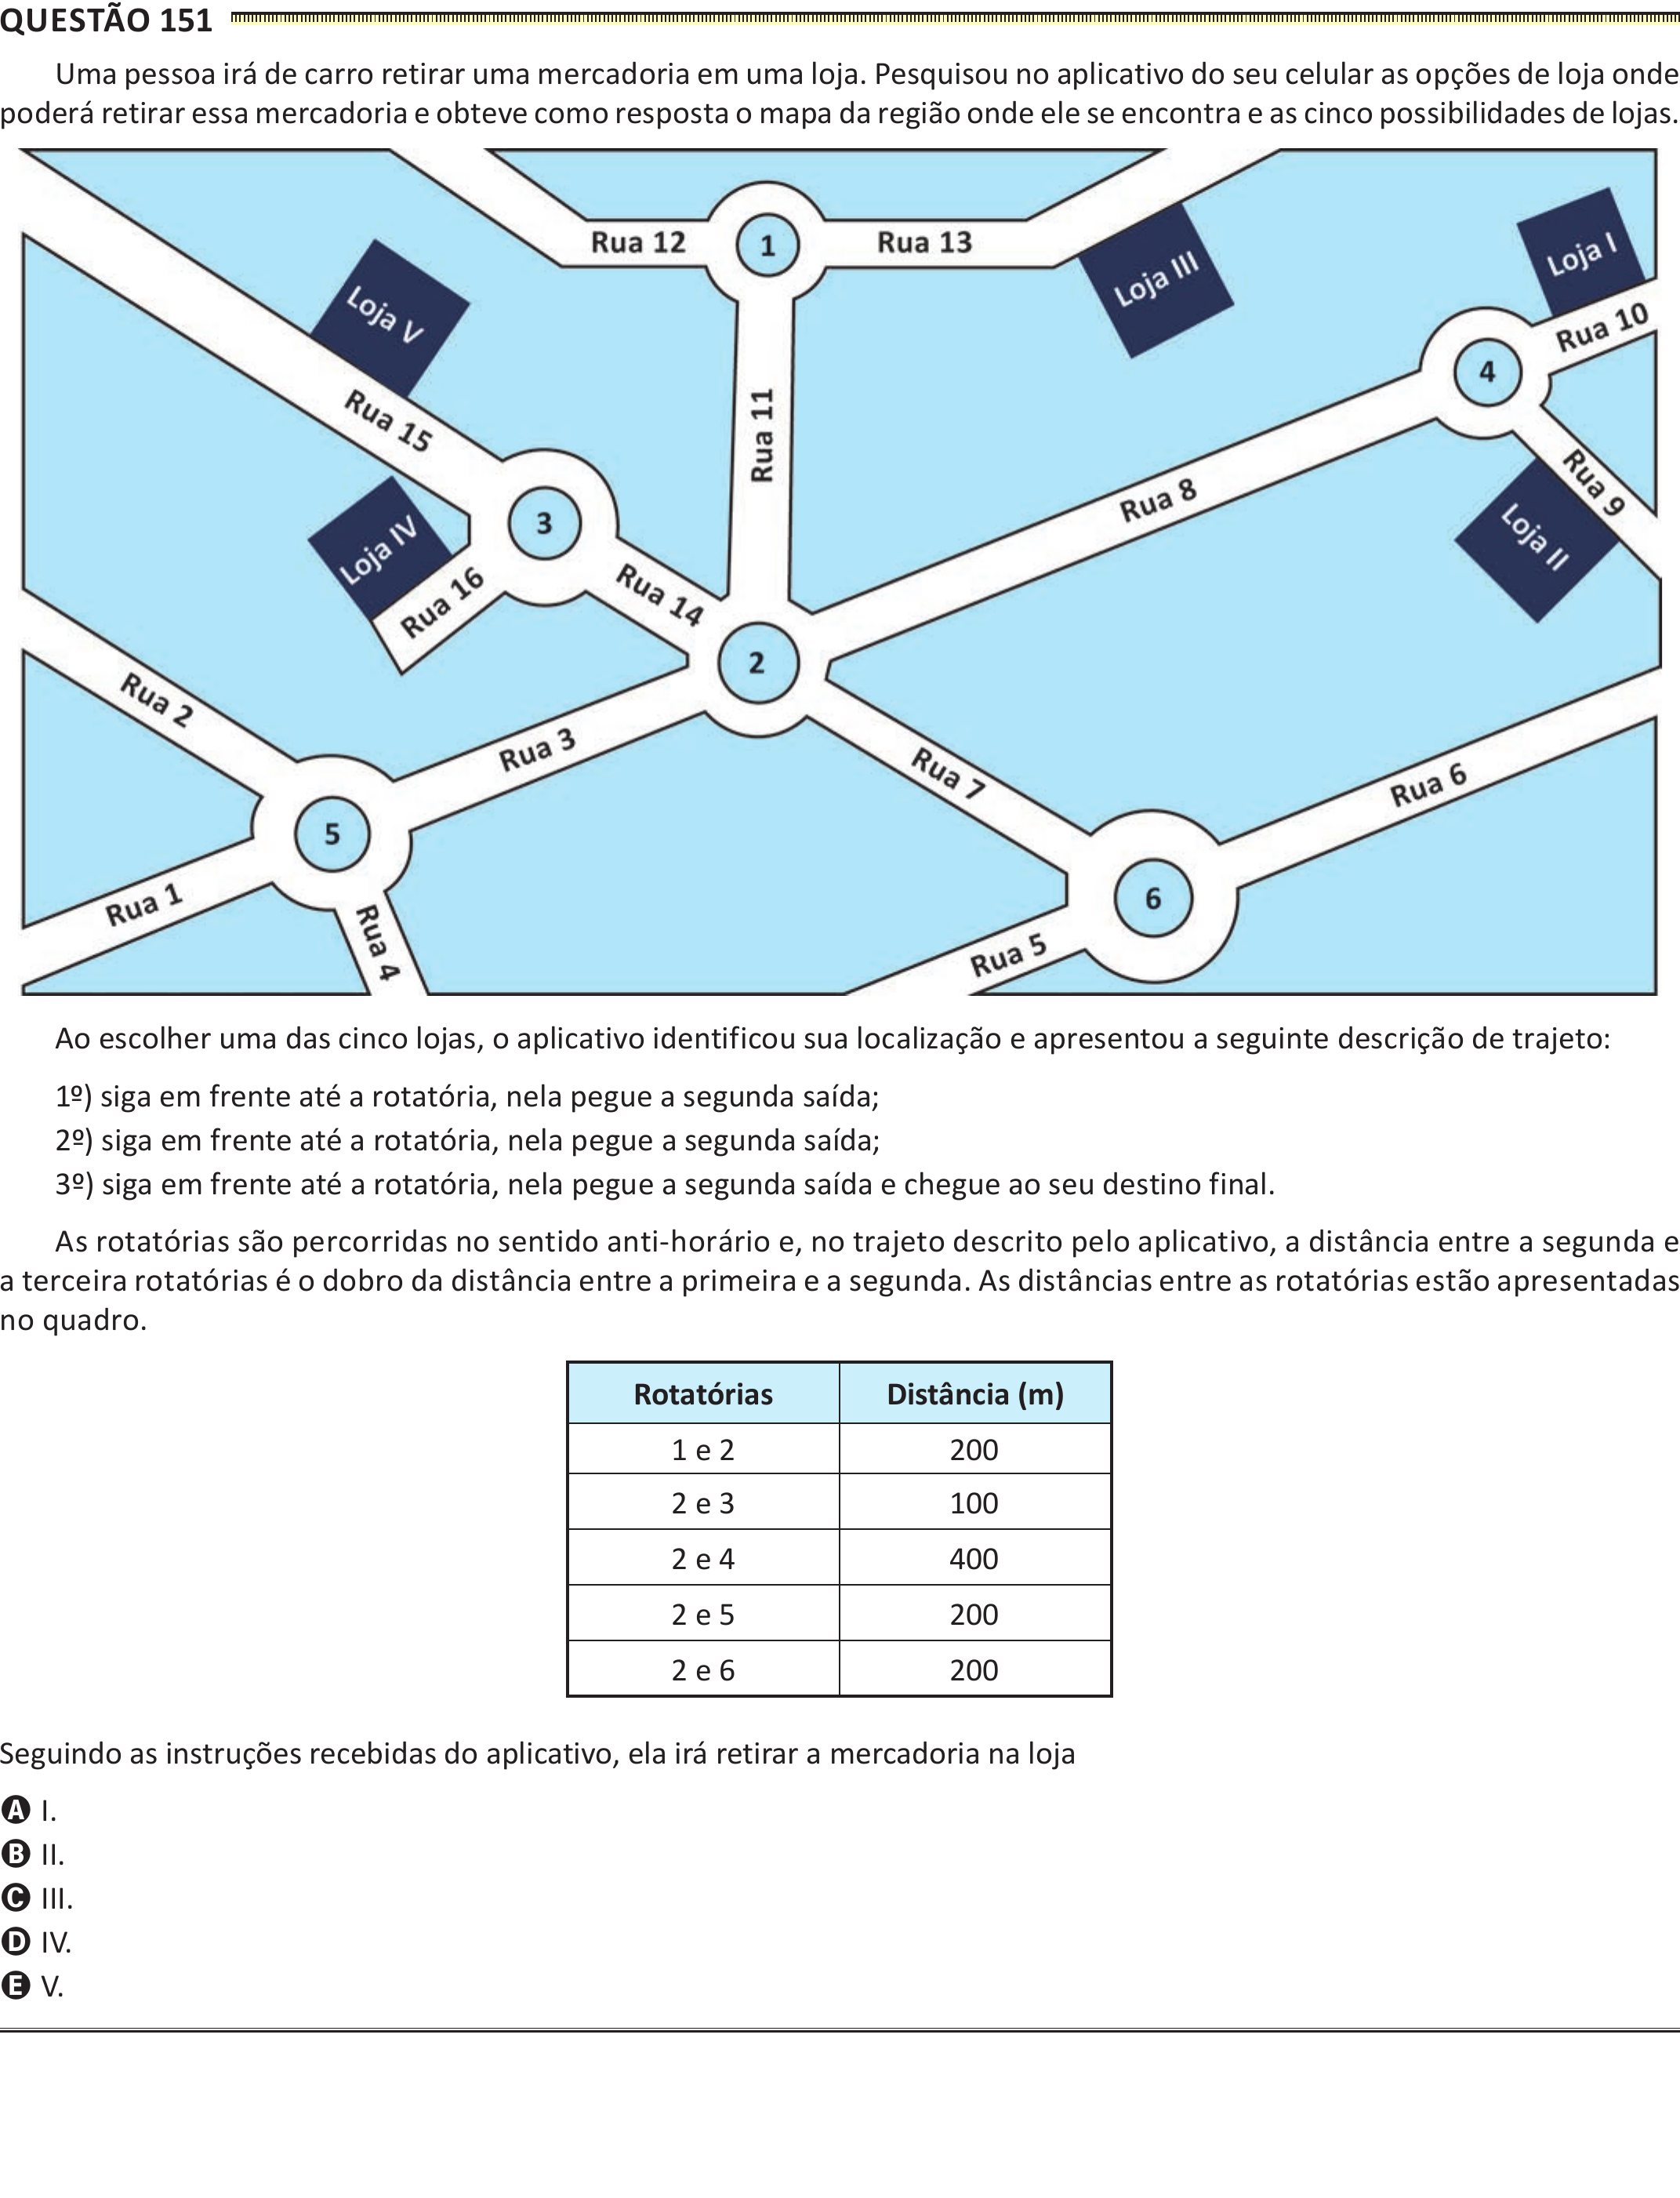 QUESTÃO 151
Uma pessoa irá de carro retirar uma mercadoria em uma loja. Pesquisou no aplicativo do seu celular as opções de loja onde
poderá retirar essa mercadoria e obteve como resposta o mapa da região onde ele se encontra e as cinco possibilidades de lojas.
Rua 12
1
Rua 13
Loja III
Loja I
Rua 10
Loja V
4
Rua 15
Rua 11
Rua 9
Rua 8
Loja II
3
Loja IV
Rua 16
Rua 14
2
Rua 2
Rua 3
Rua 7
Rua 6
5
6
Rua 1
Rua 4
Rua 5
Ao escolher uma das cinco lojas, o aplicativo identificou sua localização e apresentou a seguinte descrição de trajeto:
1º) siga em frente até a rotatória, nela pegue a segunda saída;
2º) siga em frente até a rotatória, nela pegue a segunda saída;
3º) siga em frente até a rotatória, nela pegue a segunda saída e chegue ao seu destino final.
As rotatórias são percorridas no sentido anti-horário e, no trajeto descrito pelo aplicativo, a distância entre a segunda e
a terceira rotatórias é o dobro da distância entre a primeira e a segunda. As distâncias entre as rotatórias estão apresentadas
no quadro.
Rotatórias Distância (m)
1 e 2 200
2 e 3 100
2 e 4 400
2 e 5 200
2 e 6 200
Seguindo as instruções recebidas do aplicativo, ela irá retirar a mercadoria na loja
A I.
B II.
C III.
D IV.
E V.